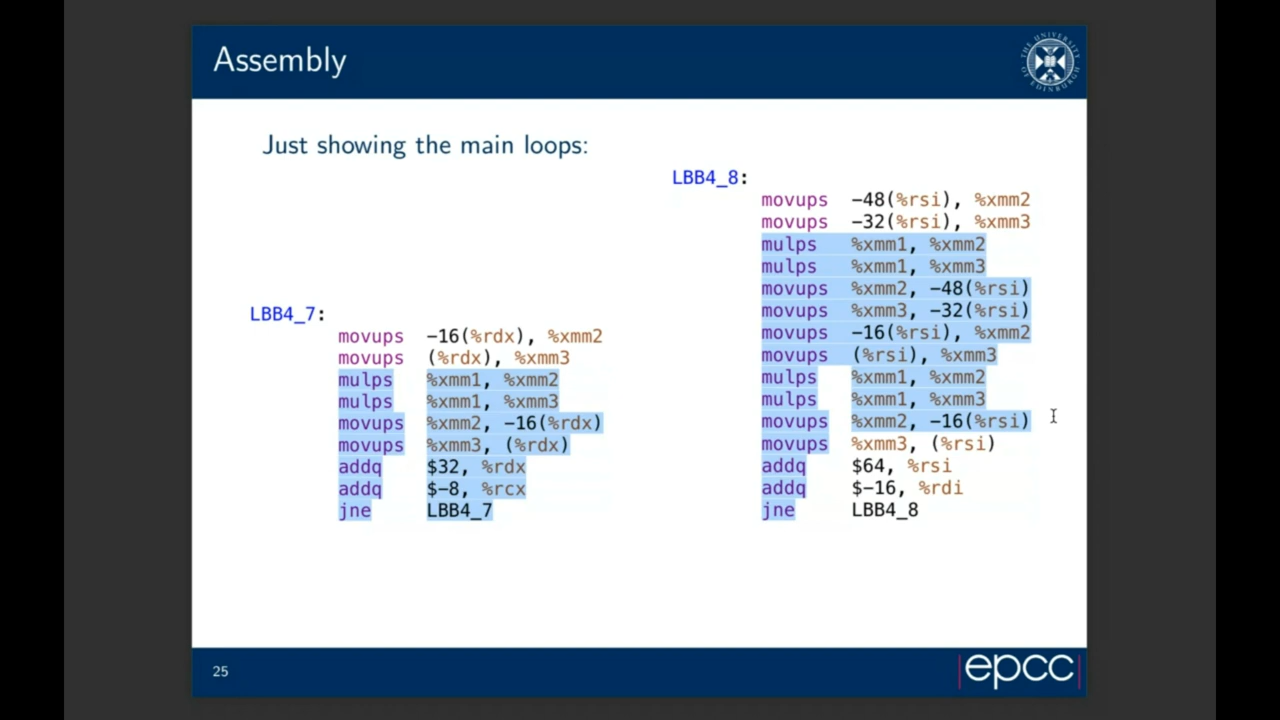 Assembly
THE UNIVERSITY OF EDINBURGH
Just showing the main loops:
LBB4_7:
movups -16(%rdx), %xmm2
movups (%rdx), %xmm3
mulps %xmm1, %xmm2
mulps %xmm1, %xmm3
movups %xmm2, -16(%rdx)
movups %xmm3, (%rdx)
addq $32, %rdx
addq $-8, %rcx
jne LBB4_7
LBB4_8:
movups -48(%rsi), %xmm2
movups -32(%rsi), %xmm3
mulps %xmm1, %xmm2
mulps %xmm1, %xmm3
movups %xmm2, -48(%rsi)
movups %xmm3, -32(%rsi)
movups -16(%rsi), %xmm2
movups (%rsi), %xmm3
mulps %xmm1, %xmm2
mulps %xmm1, %xmm3
movups %xmm2, -16(%rsi)
movups %xmm3, (%rsi)
addq $64, %rsi
addq $-16, %rdi
jne LBB4_8
25
epcc